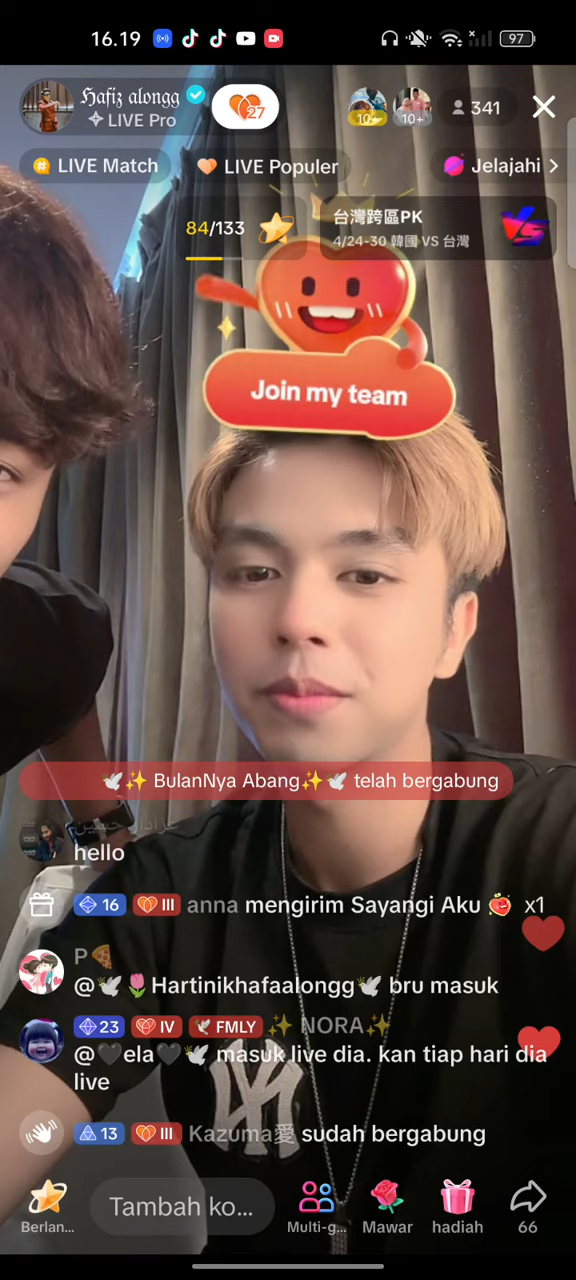 16.19
97
Hafiz alongg
LIVE Pro
27
10+
10+
341
LIVE Match
LIVE Populer
Jelajahi
84/133
台灣跨區PK
4/24-30 韓國 VS 台灣
VS
Join my team
🕊️✨ BulanNya Abang✨🕊️ telah bergabung
عزادار حسین
hello
16 III anna mengirim Sayangi Aku x1
P🍕
@🕊️🌷Hartinikhafaalongg🕊️ bru masuk
23 IV FMLY ✨ NORA✨
@🖤ela🖤🕊️ masuk live dia. kan tiap hari dia
live
13 III Kazuma愛 sudah bergabung
NY
Berlan...
Tambah ko...
Multi-g...
Mawar
hadiah
66